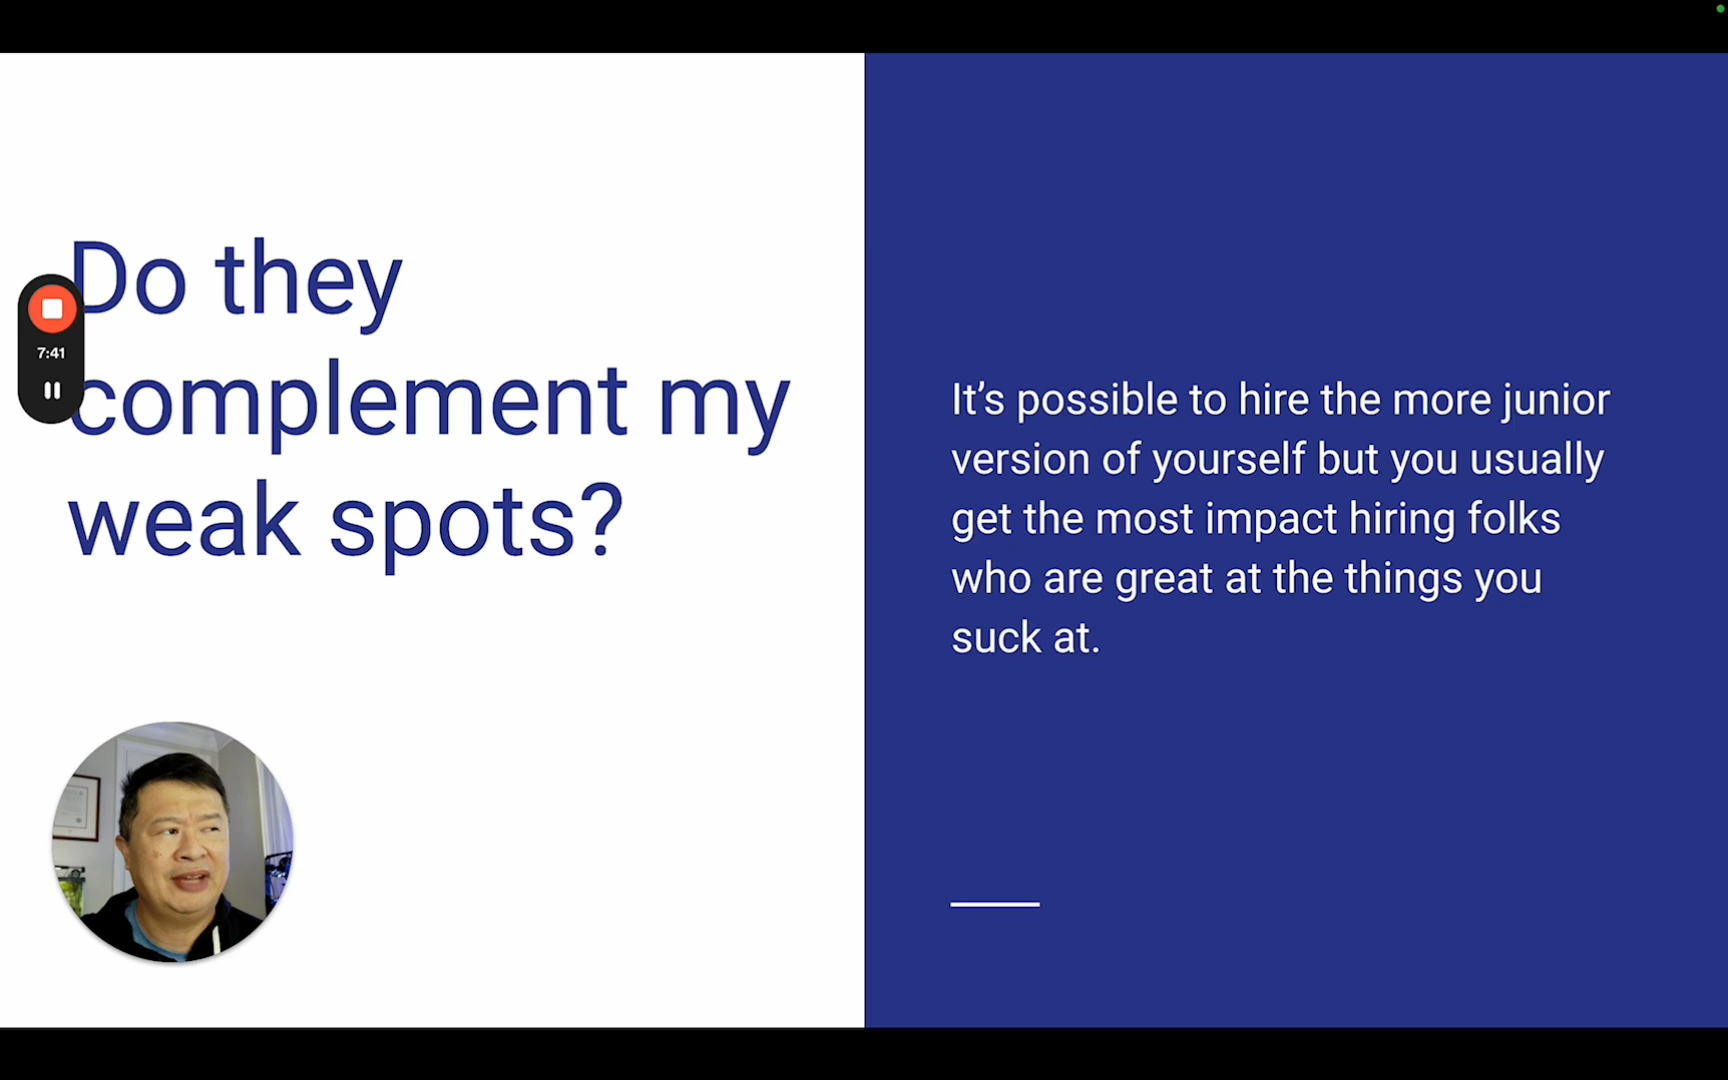 Do they
complement my
weak spots?
7:41
It’s possible to hire the more junior
version of yourself but you usually
get the most impact hiring folks
who are great at the things you
suck at.